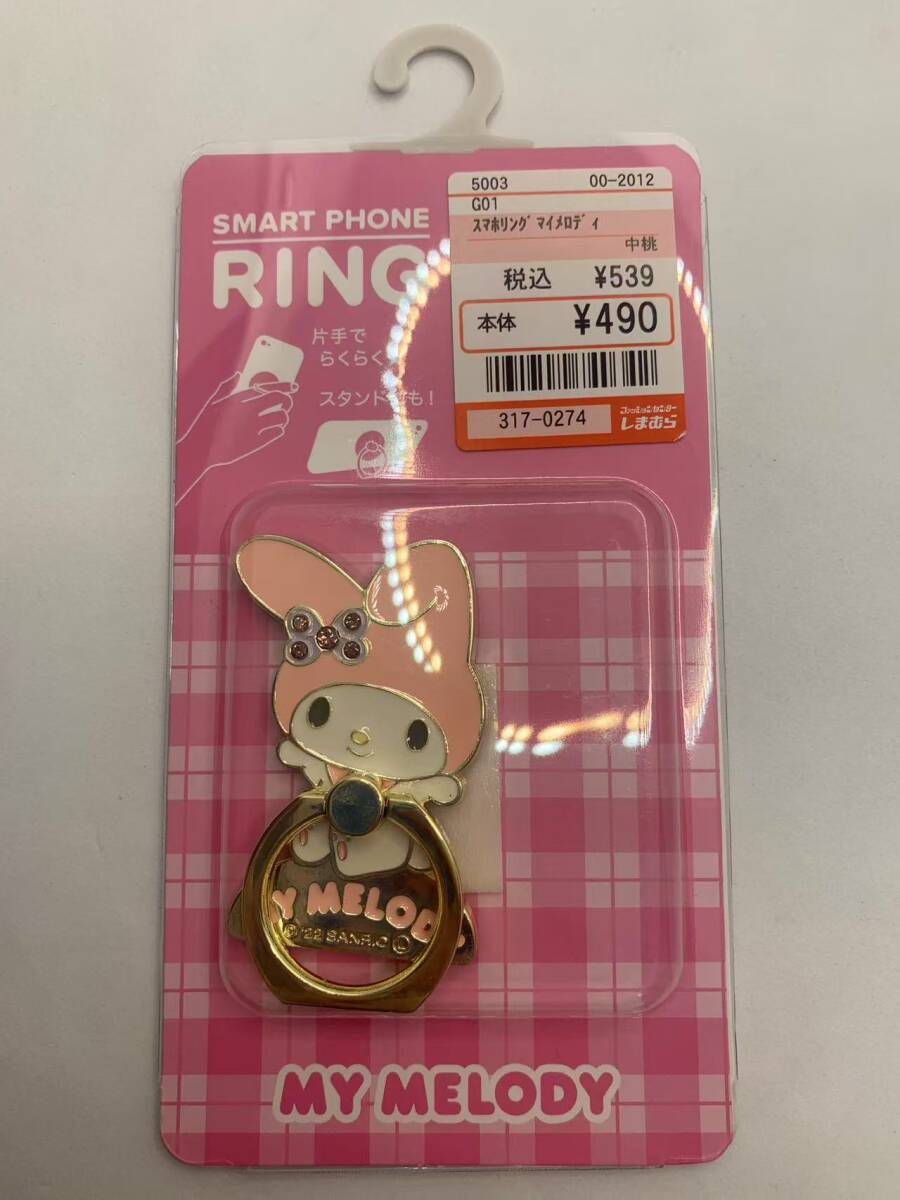 SMART PHONE
RING
片手で
らくらく
スタンド
も!
5003 00-2012
G01
ｽﾏﾎﾘﾝｸﾞ ﾏｲﾒﾛﾃﾞｨ
中桃
税込 ¥539
本体 ¥490
317-0274
ファッションセンター
しまむら
Y MELOD
© '22 SANRIO Ⓛ
MY MELODY